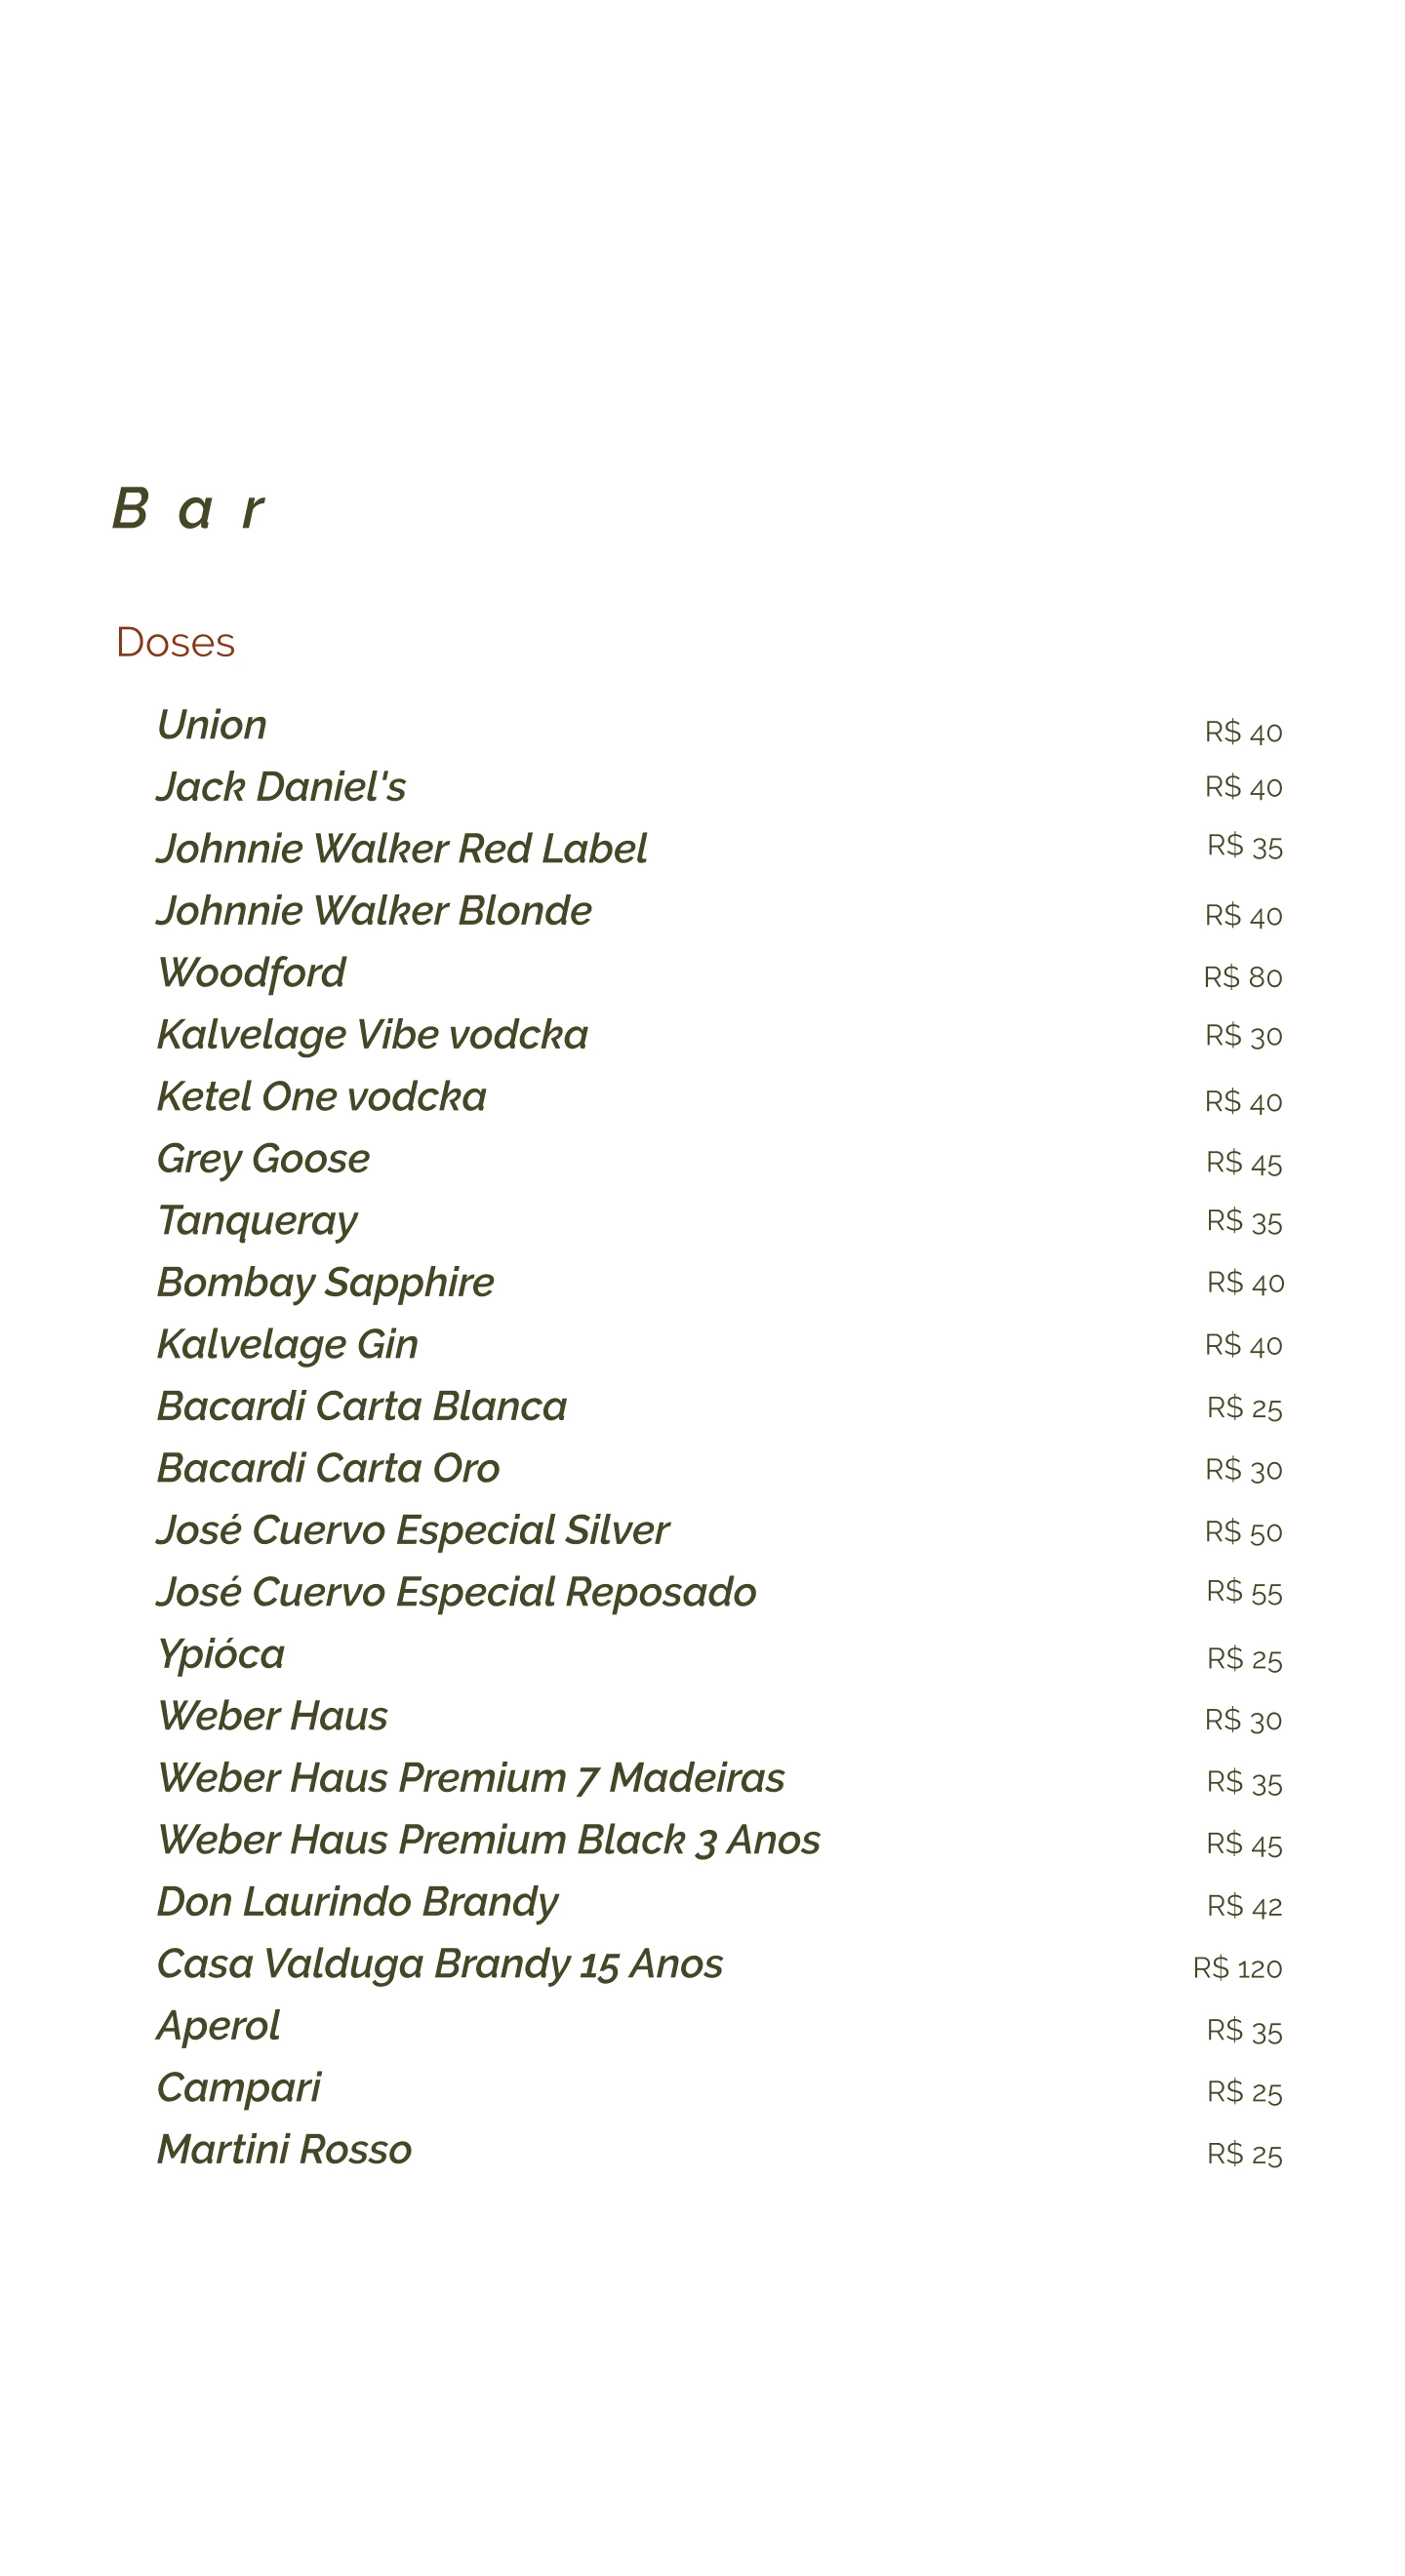 Bar
Doses
Union R$ 40
Jack Daniel's R$ 40
Johnnie Walker Red Label R$ 35
Johnnie Walker Blonde R$ 40
Woodford R$ 80
Kalvelage Vibe vodcka R$ 30
Ketel One vodcka R$ 40
Grey Goose R$ 45
Tanqueray R$ 35
Bombay Sapphire R$ 40
Kalvelage Gin R$ 40
Bacardi Carta Blanca R$ 25
Bacardi Carta Oro R$ 30
José Cuervo Especial Silver R$ 50
José Cuervo Especial Reposado R$ 55
Ypióca R$ 25
Weber Haus R$ 30
Weber Haus Premium 7 Madeiras R$ 35
Weber Haus Premium Black 3 Anos R$ 45
Don Laurindo Brandy R$ 42
Casa Valduga Brandy 15 Anos R$ 120
Aperol R$ 35
Campari R$ 25
Martini Rosso R$ 25